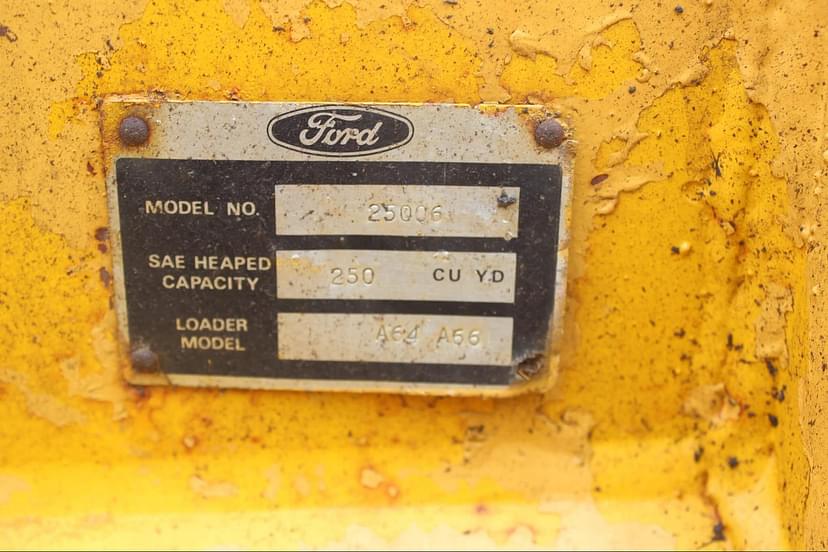 Ford
MODEL NO. 25006
SAE HEAPED
CAPACITY 250 CU YD
LOADER
MODEL A64 A66